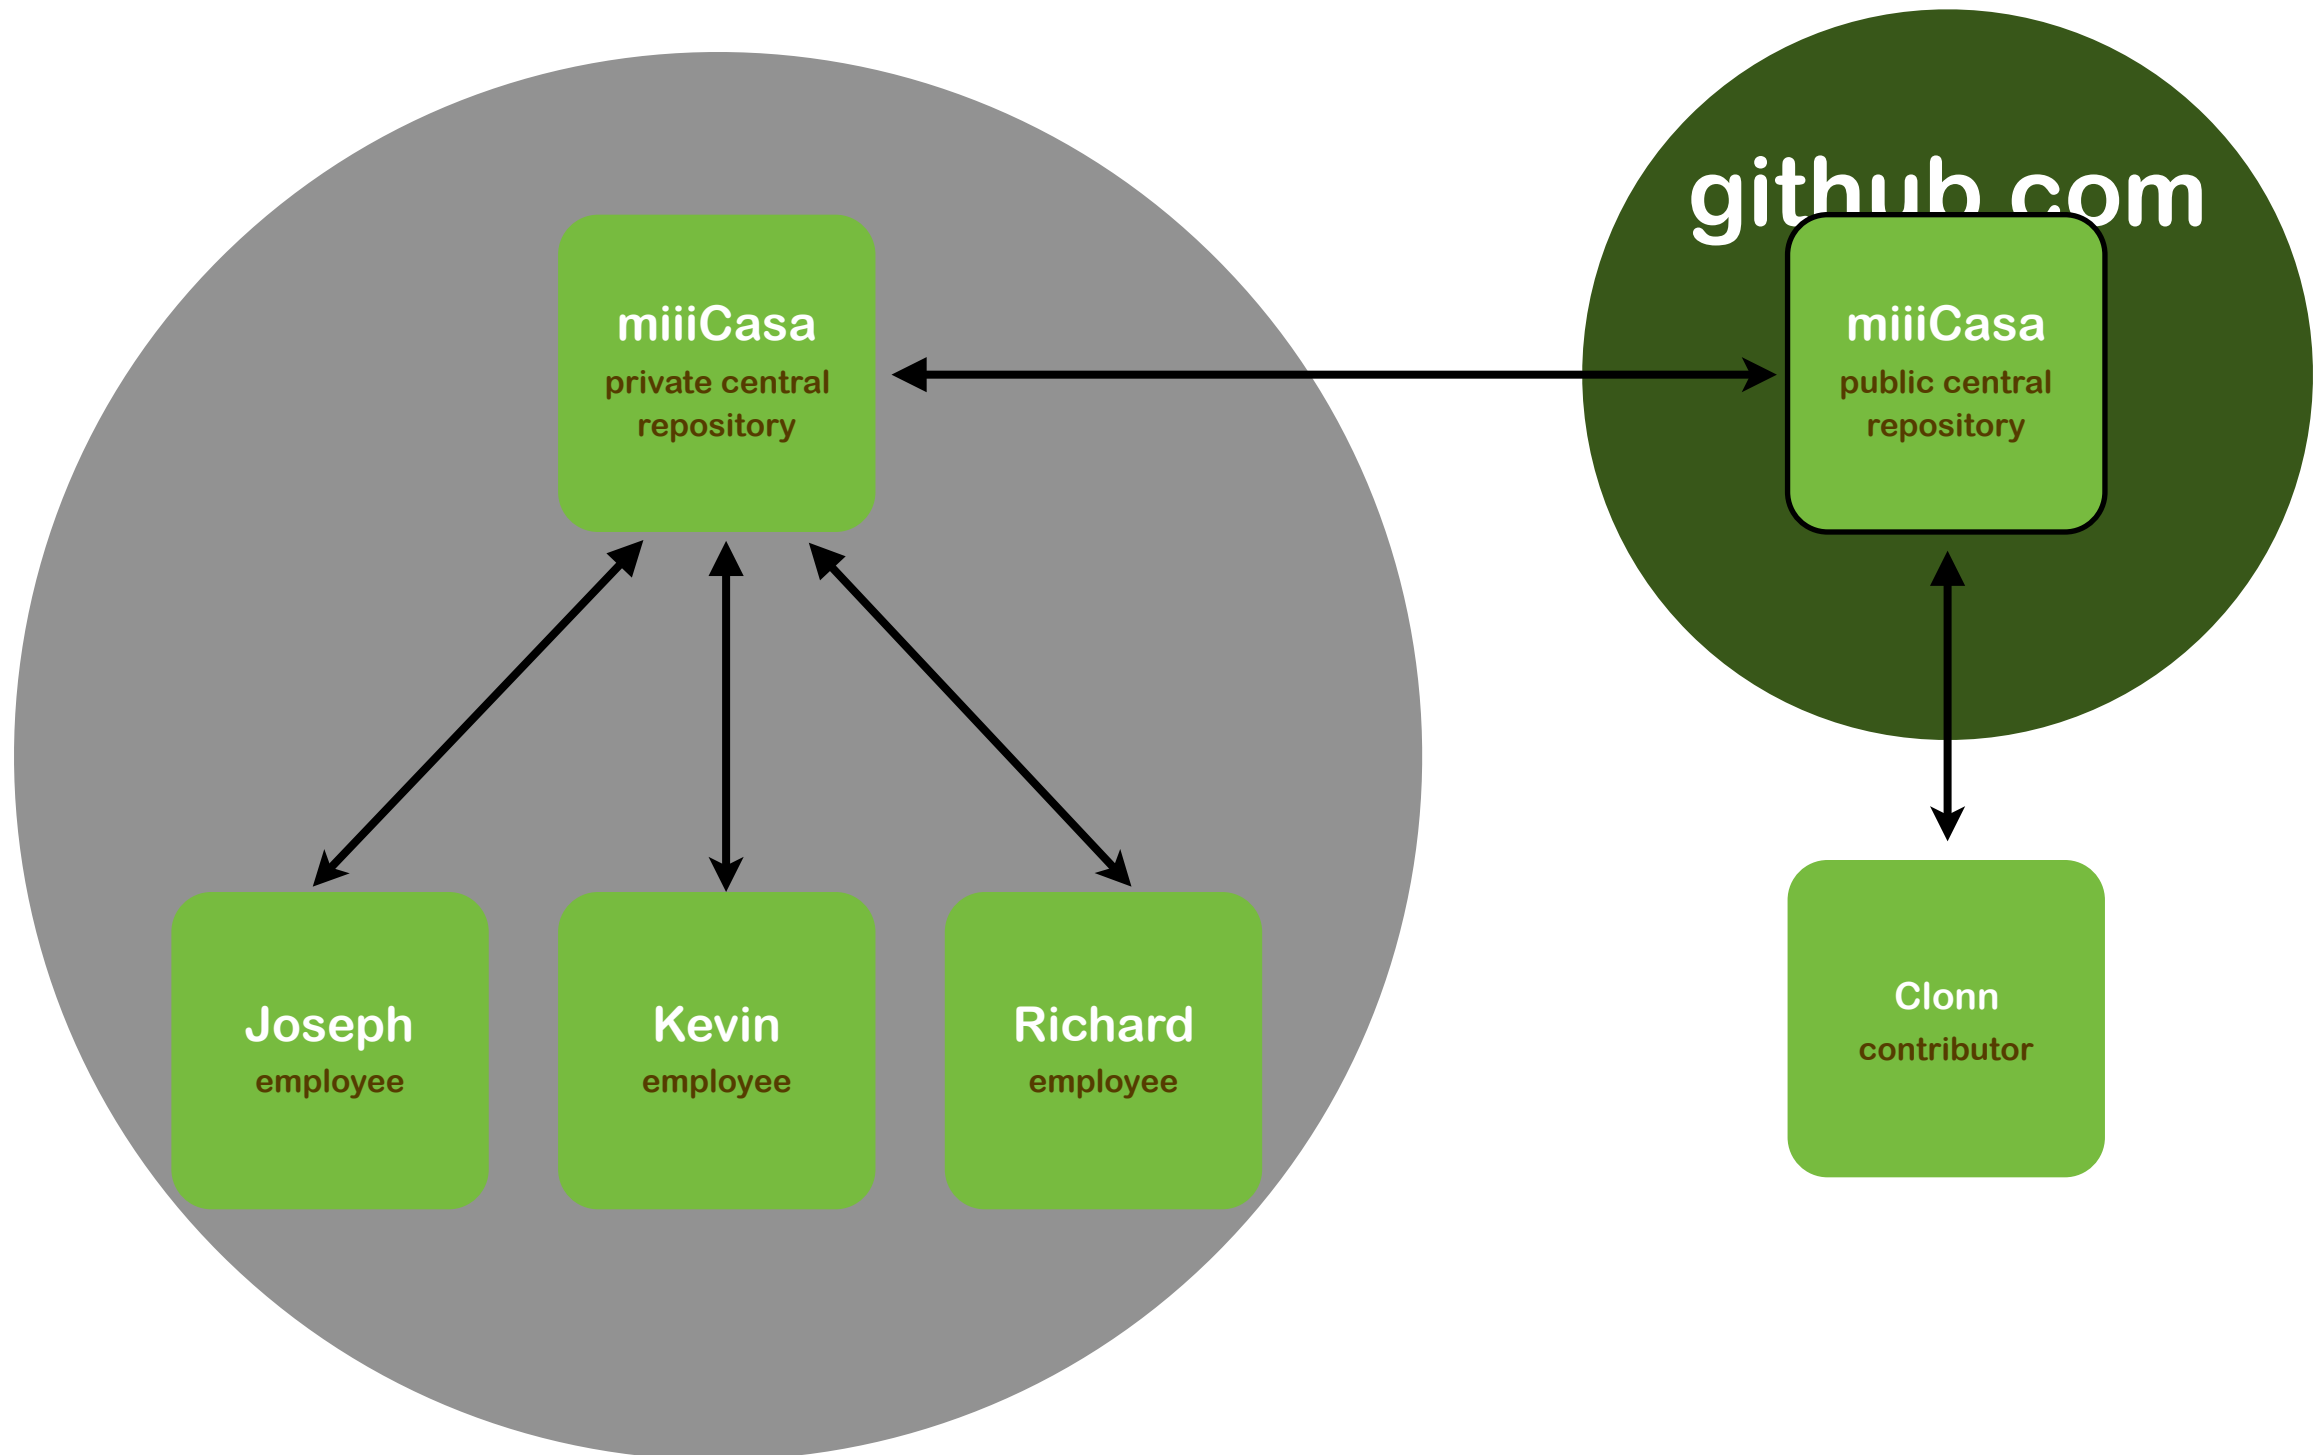 github.com
miiiCasa
private central
repository
miiiCasa
public central
repository
Joseph
employee
Kevin
employee
Richard
employee
Clonn
contributor